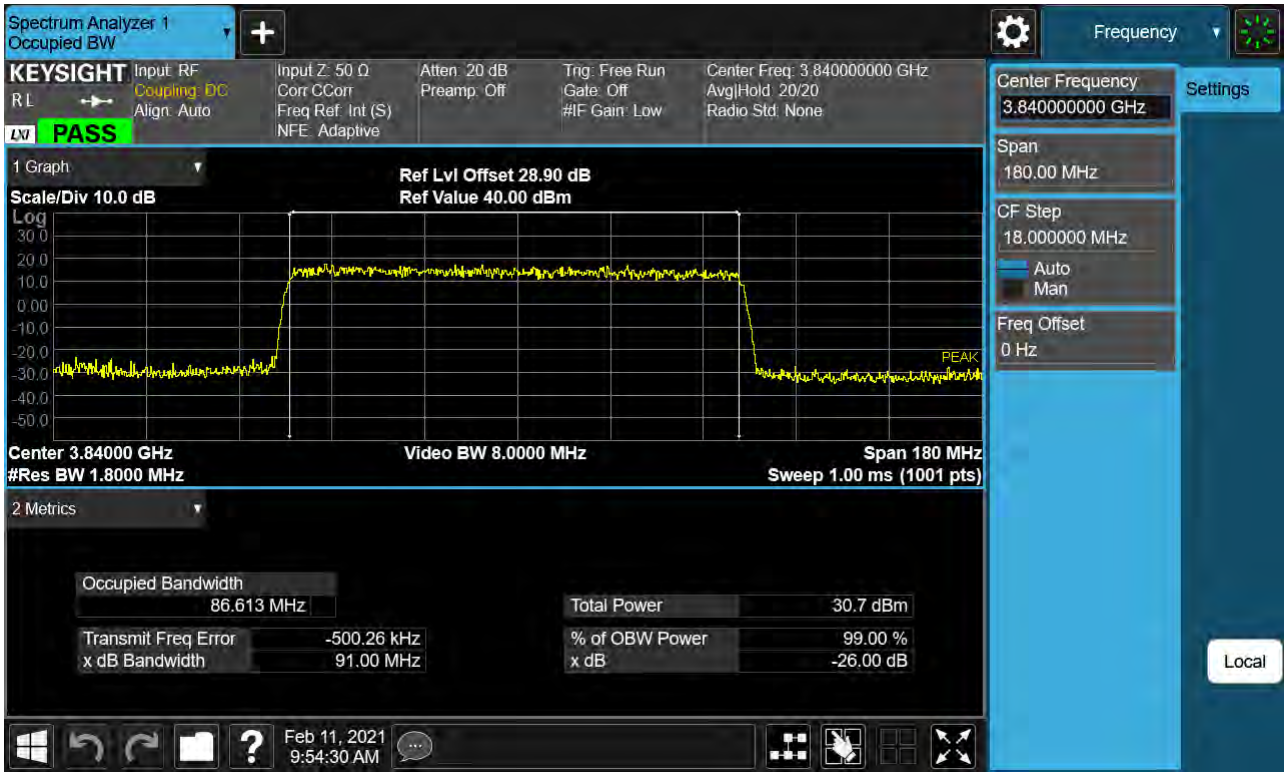 Spectrum Analyzer 1
Occupied BW
+
Frequency
KEYSIGHT
RL
LXI PASS
Input: RF
Coupling: DC
Align: Auto
Input Z: 50 Ω
Corr CCorr
Freq Ref: Int (S)
NFE: Adaptive
Atten: 20 dB
Preamp: Off
Trig: Free Run
Gate: Off
#IF Gain: Low
Center Freq: 3.840000000 GHz
Avg|Hold: 20/20
Radio Std: None
1 Graph
Scale/Div 10.0 dB
Ref Lvl Offset 28.90 dB
Ref Value 40.00 dBm
Log
30.0
20.0
10.0
0.00
-10.0
-20.0
-30.0
-40.0
-50.0
PEAK
Center 3.84000 GHz
#Res BW 1.8000 MHz
Video BW 8.0000 MHz
Span 180 MHz
Sweep 1.00 ms (1001 pts)
2 Metrics
Occupied Bandwidth
86.613 MHz
Transmit Freq Error -500.26 kHz
x dB Bandwidth 91.00 MHz
Total Power 30.7 dBm
% of OBW Power 99.00 %
x dB -26.00 dB
Center Frequency
3.840000000 GHz
Span
180.00 MHz
CF Step
18.000000 MHz
Auto
Man
Freq Offset
0 Hz
Settings
Local
?
Feb 11, 2021
9:54:30 AM